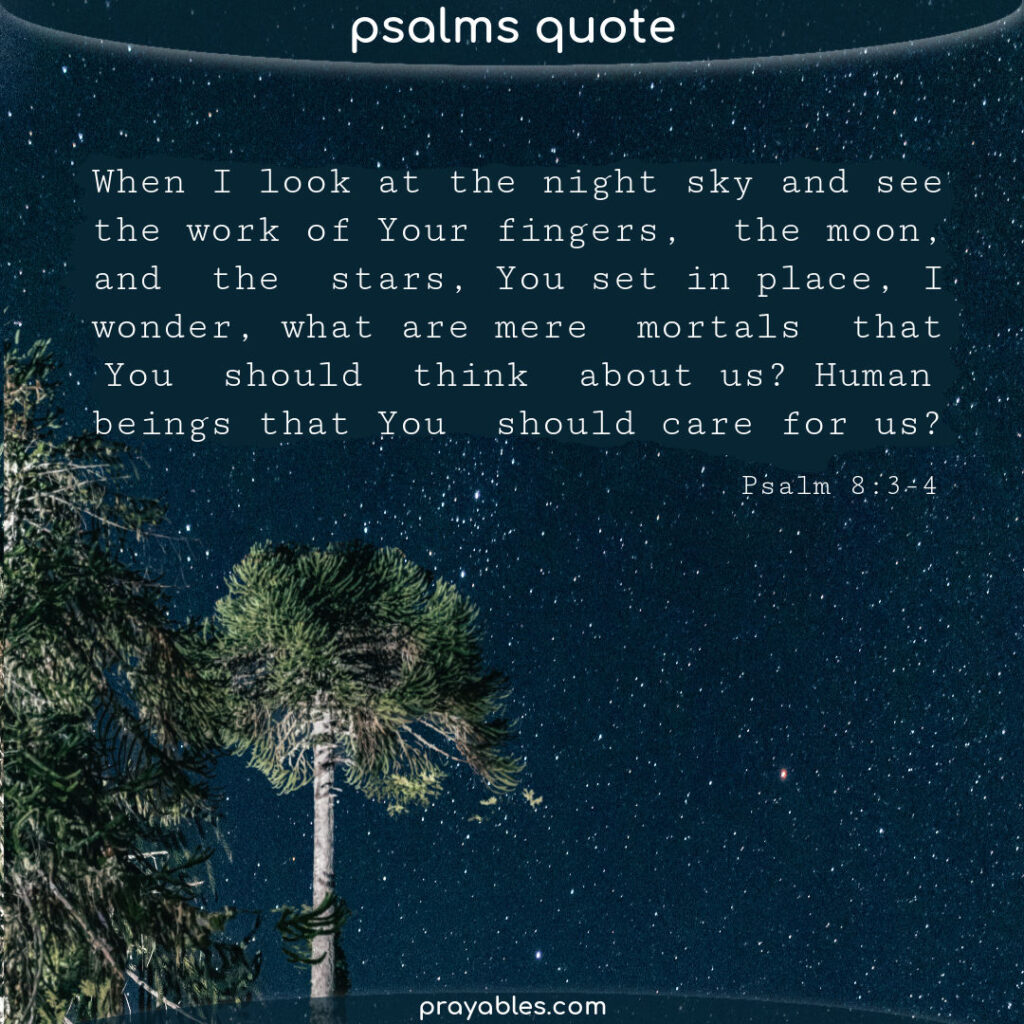 psalms quote
When I look at the night sky and see
the work of Your fingers, the moon,
and the stars, You set in place, I
wonder, what are mere mortals that
You should think about us? Human
beings that You should care for us?
Psalm 8:3-4
prayables.com